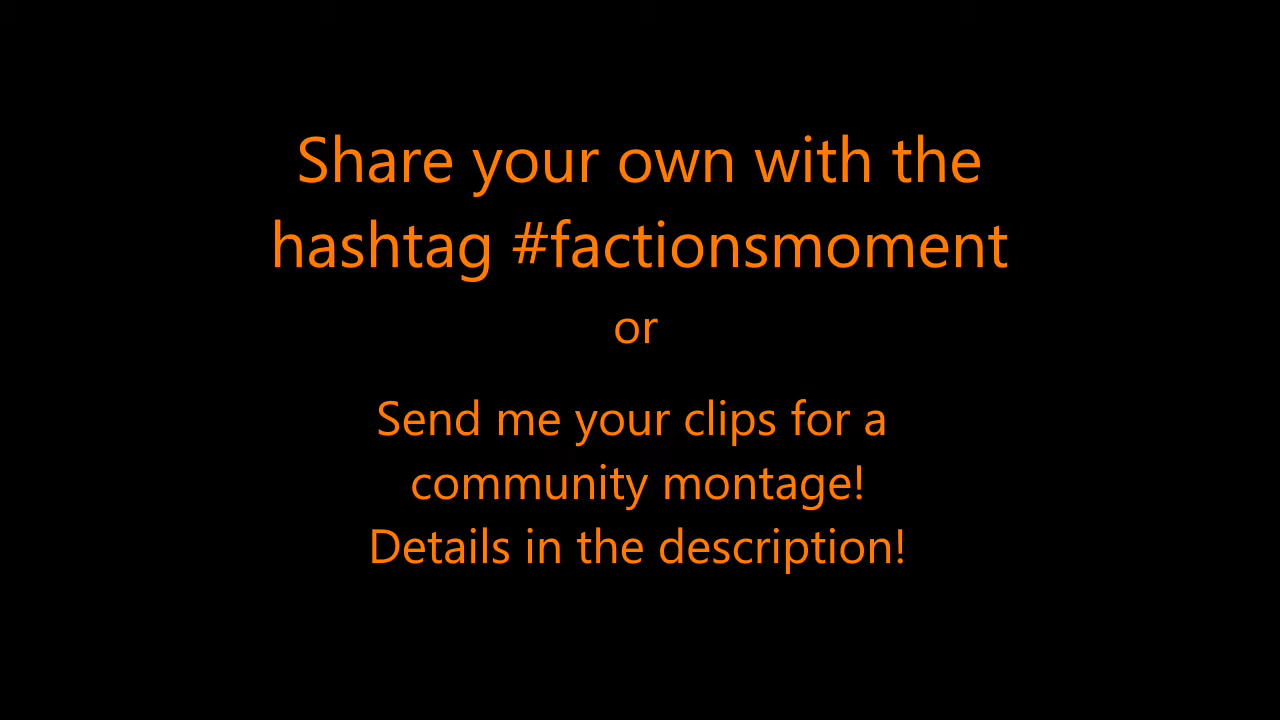 Share your own with the
hashtag #factionsmoment
or
Send me your clips for a
community montage!
Details in the description!